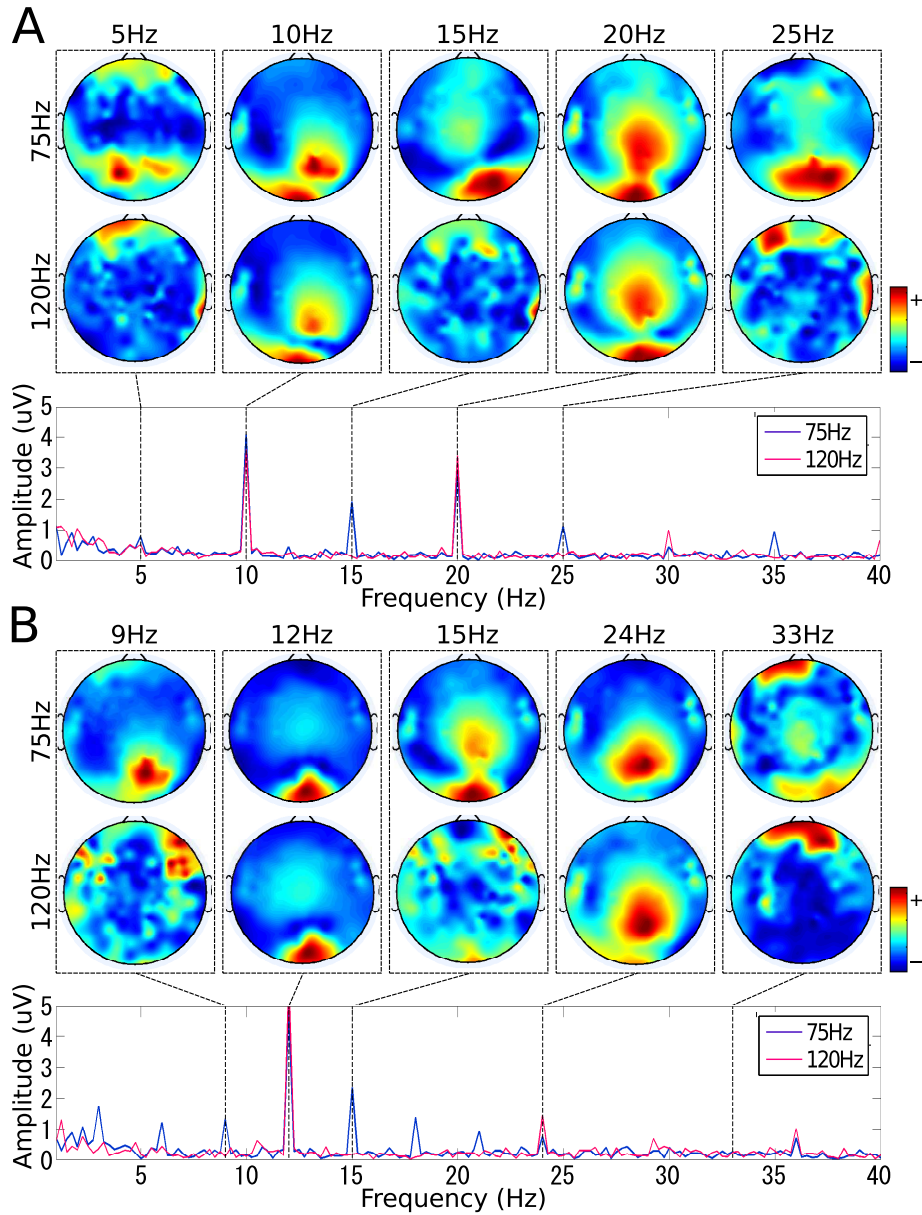 A
5Hz 10Hz 15Hz 20Hz 25Hz
75Hz
120Hz
+
–
5
4
3
2
1
0
Amplitude (uV)
75Hz
120Hz
5 10 15 20 25 30 35 40
Frequency (Hz)
B
9Hz 12Hz 15Hz 24Hz 33Hz
75Hz
120Hz
+
–
5
4
3
2
1
0
Amplitude (uV)
75Hz
120Hz
5 10 15 20 25 30 35 40
Frequency (Hz)